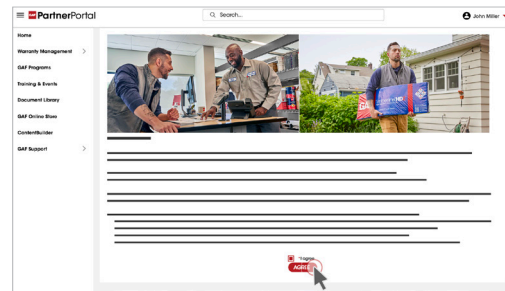 GAF PartnerPortal
Search...
John Miller
Home
Warranty Management
GAF Programs
Training & Events
Document Library
GAF Online Store
ContentBuilder
GAF Support
*I agree
AGREE